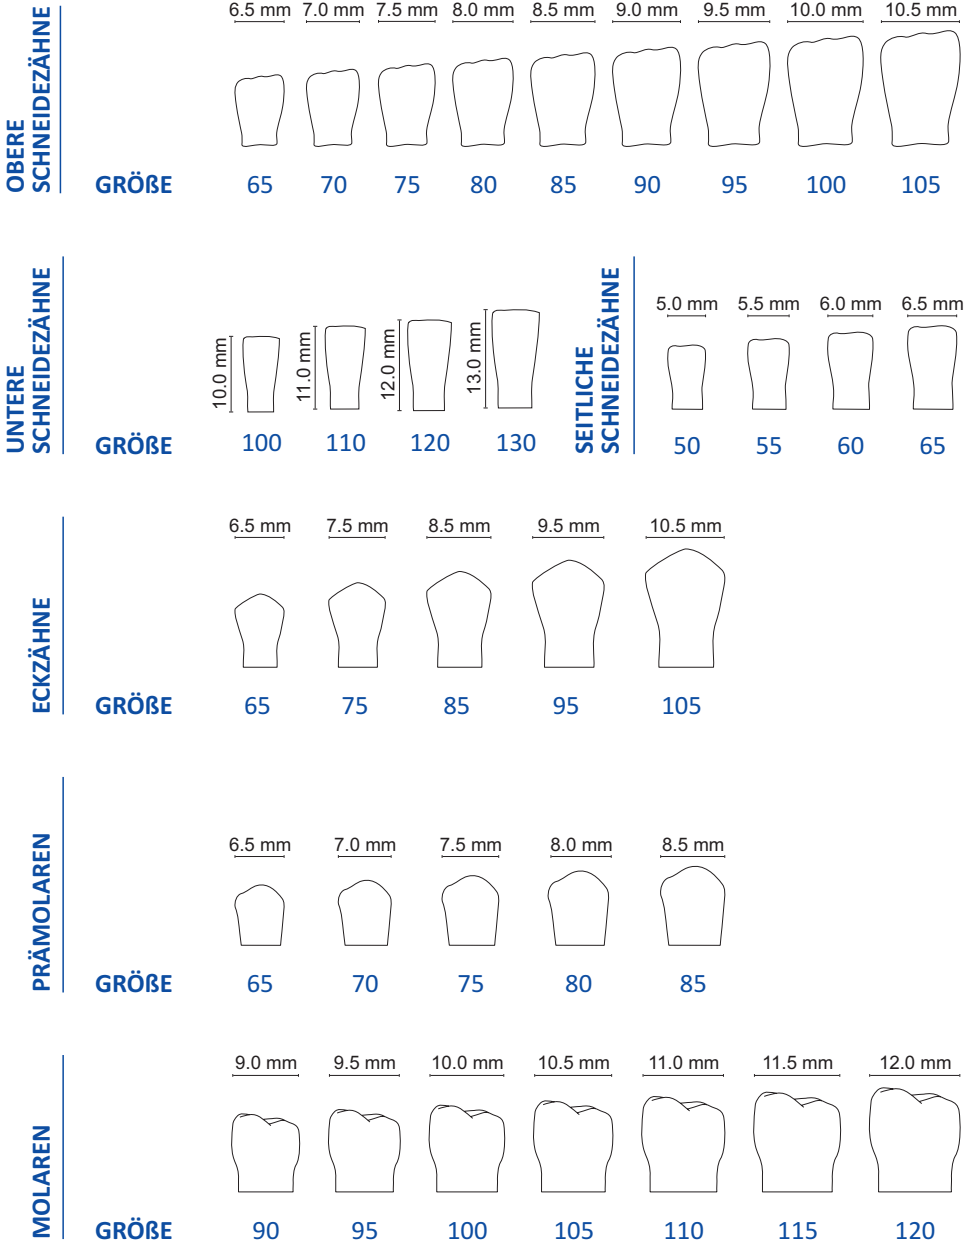 OBERE
SCHNEIDEZÄHNE
6.5 mm 7.0 mm 7.5 mm 8.0 mm 8.5 mm 9.0 mm 9.5 mm 10.0 mm 10.5 mm
GRÖßE 65 70 75 80 85 90 95 100 105
UNTERE
SCHNEIDEZÄHNE
10.0 mm 11.0 mm 12.0 mm 13.0 mm
GRÖßE 100 110 120 130
SEITLICHE
SCHNEIDEZÄHNE
5.0 mm 5.5 mm 6.0 mm 6.5 mm
50 55 60 65
ECKZÄHNE
6.5 mm 7.5 mm 8.5 mm 9.5 mm 10.5 mm
GRÖßE 65 75 85 95 105
PRÄMOLAREN
6.5 mm 7.0 mm 7.5 mm 8.0 mm 8.5 mm
GRÖßE 65 70 75 80 85
MOLAREN
9.0 mm 9.5 mm 10.0 mm 10.5 mm 11.0 mm 11.5 mm 12.0 mm
GRÖßE 90 95 100 105 110 115 120